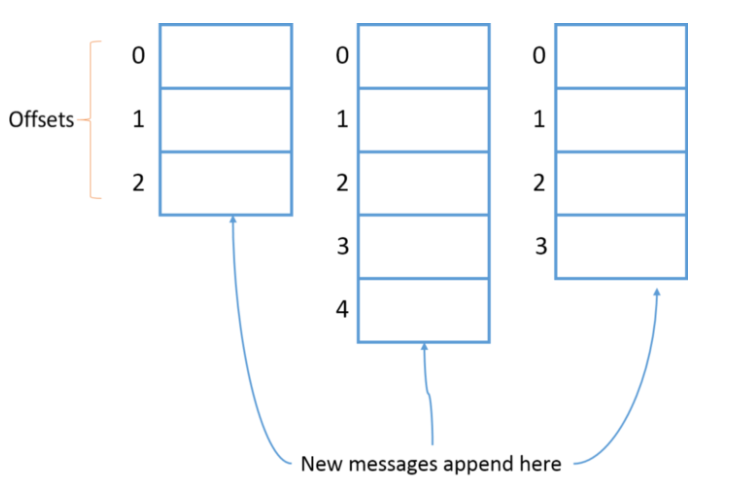 0 0 0
Offsets 1 1 1
2 2 2
3 3
4
New messages append here